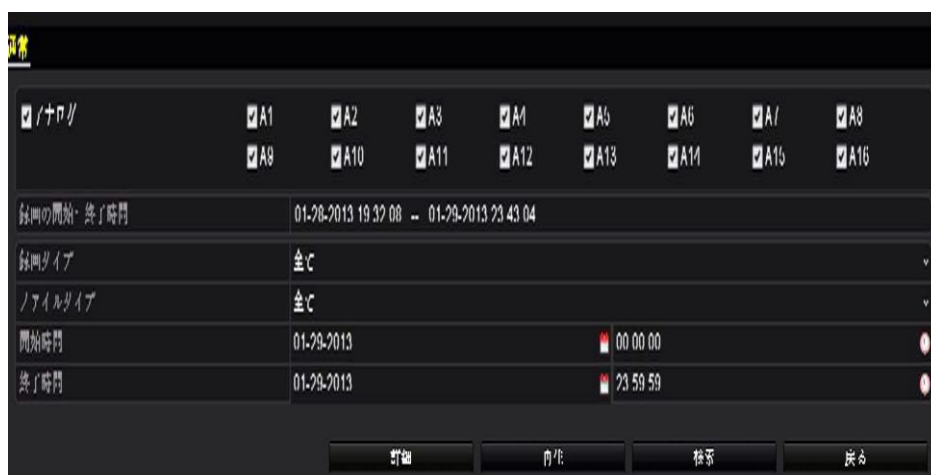 通常
アナログ A1 A2 A3 A4 A5 A6 A7 A8
A9 A10 A11 A12 A13 A14 A15 A16
録画の開始・終了時間 01-28-2013 19:32:08 -- 01-29-2013 23:43:04
録画タイプ 全て
ファイルタイプ 全て
開始時間 01-29-2013 00:00:00
終了時間 01-29-2013 23:59:59
詳細 再生 検索 戻る